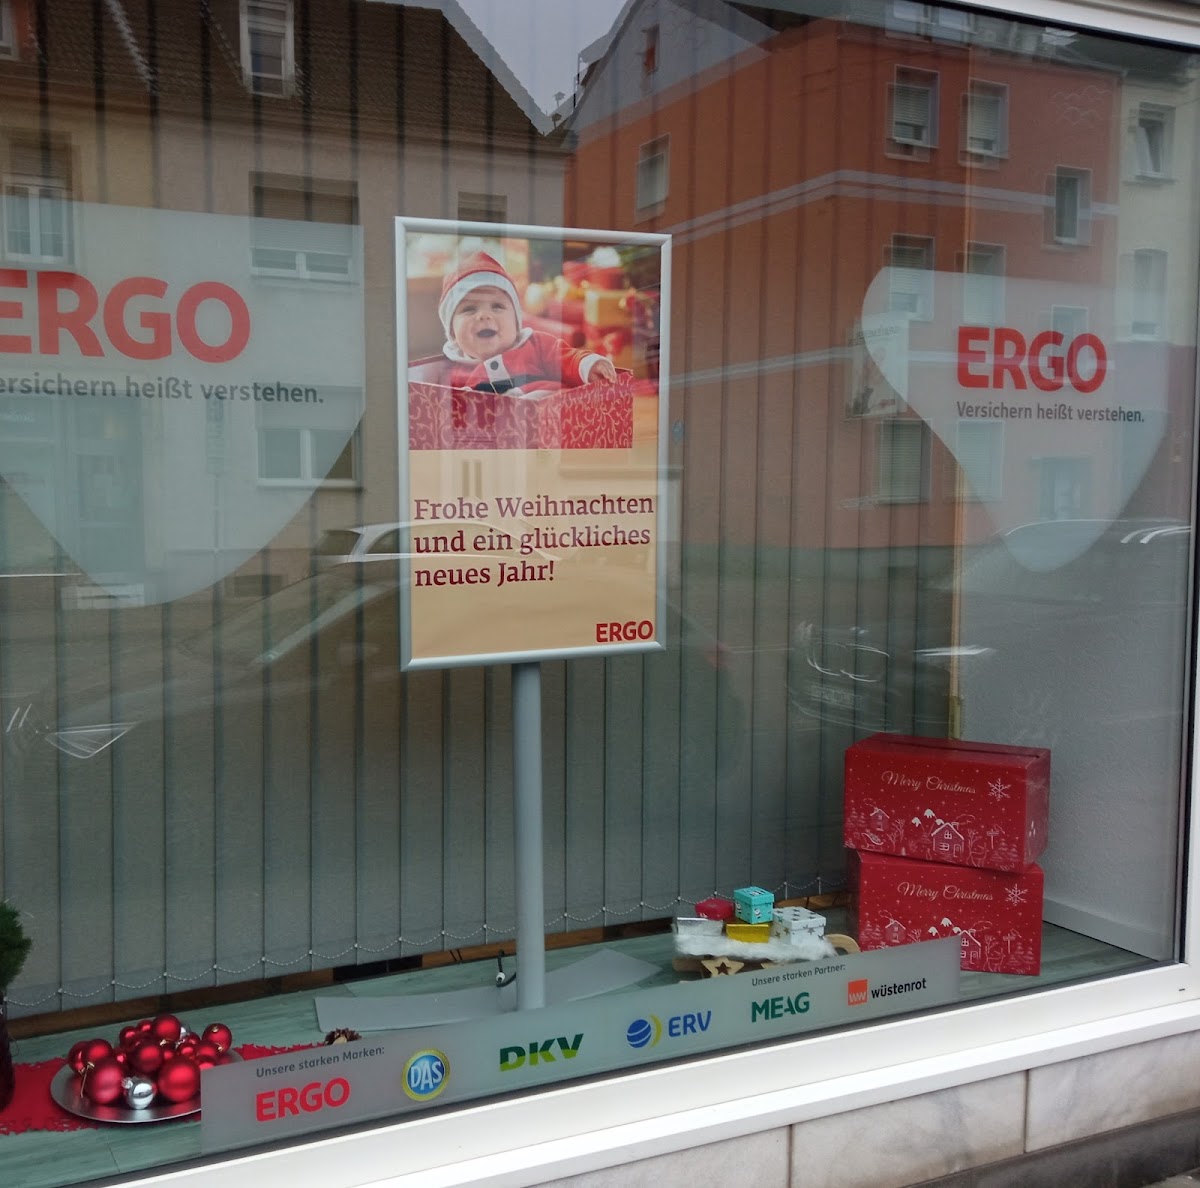 ERGO
ersichern heißt verstehen.
Frohe Weihnachten
und ein glückliches
neues Jahr!
ERGO
ERGO
Versichern heißt verstehen.
Merry Christmas
Merry Christmas
Unsere starken Marken:
ERGO
DAS
DKV
ERV
Unsere starken Partner:
MEAG
W&W wüstenrot